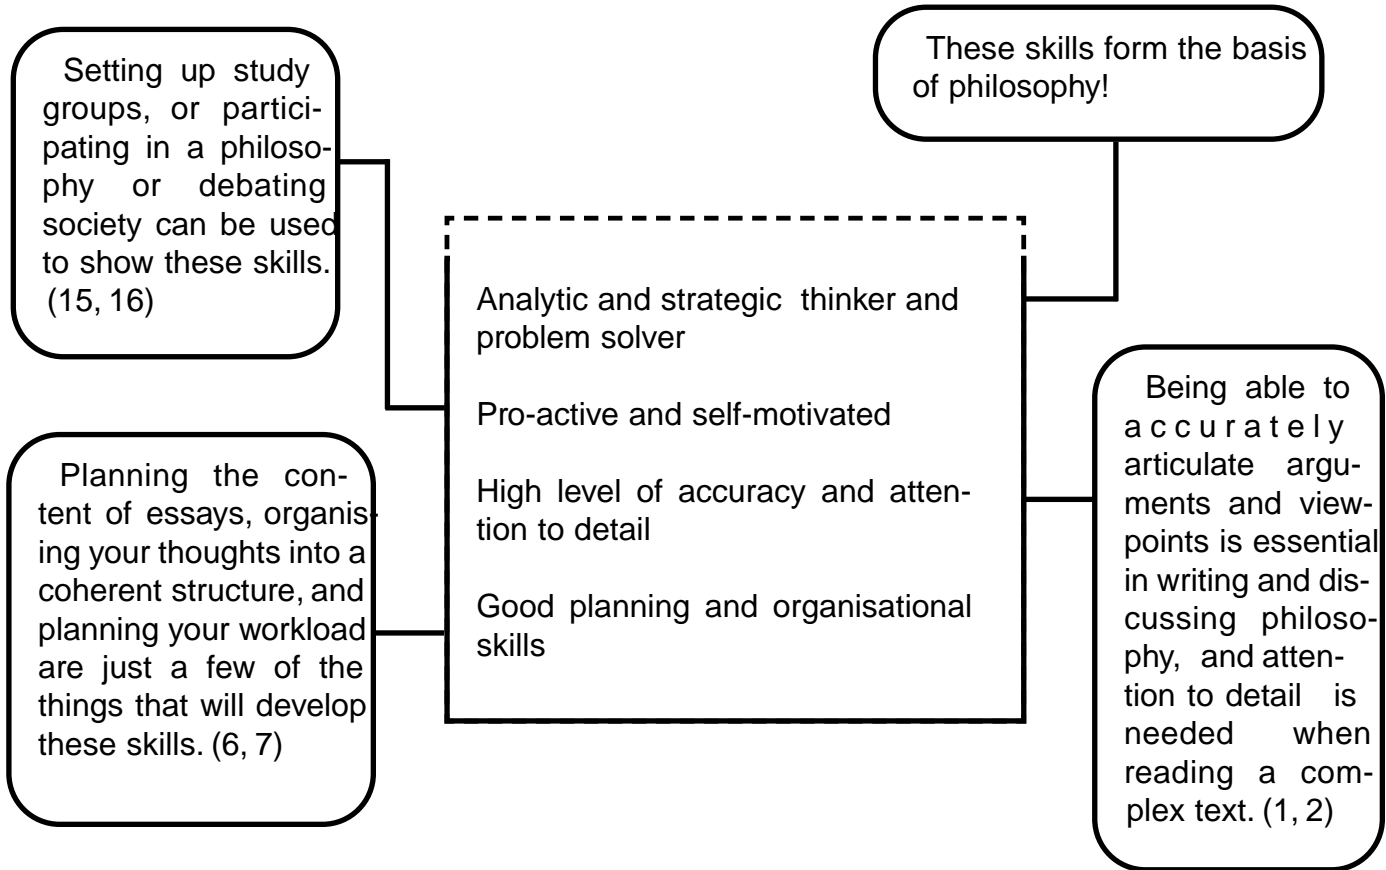 Setting up study
groups, or partici-
pating in a philoso-
phy or debating
society can be used
to show these skills.
(15, 16)
These skills form the basis
of philosophy!
Analytic and strategic thinker and
problem solver
Pro-active and self-motivated
High level of accuracy and atten-
tion to detail
Good planning and organisational
skills
Planning the con-
tent of essays, organis-
ing your thoughts into a
coherent structure, and
planning your workload
are just a few of the
things that will develop
these skills. (6, 7)
Being able to
accurately
articulate argu-
ments and view-
points is essential
in writing and dis-
cussing philoso-
phy, and atten-
tion to detail is
needed when
reading a com-
plex text. (1, 2)